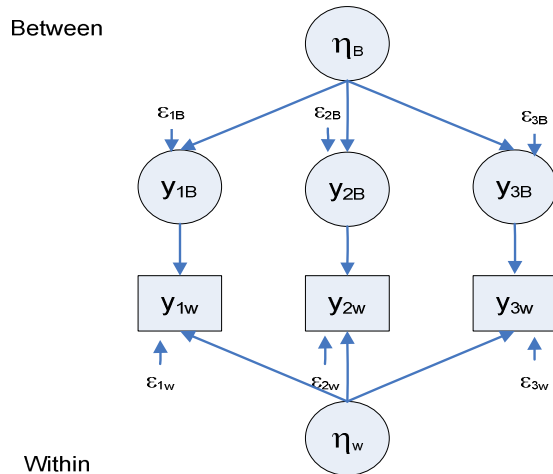 Between
ηB
ε1B ε2B ε3B
y1B y2B y3B
y1w y2w y3w
ε1w ε2w ε3w
ηw
Within